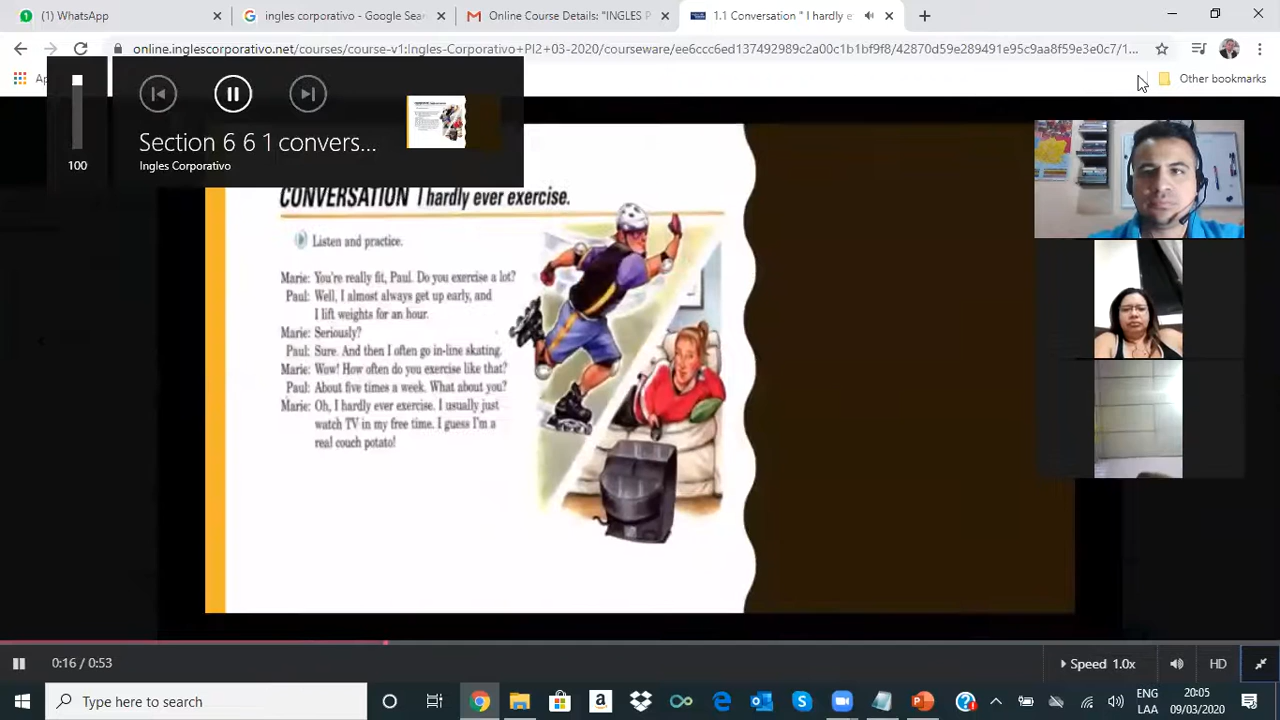 (1) WhatsApp
ingles corporativo - Google Sea
Online Course Details: "INGLES P
1.1 Conversation " I hardly e
online.inglescorporativo.net/courses/course-v1:Ingles-Corporativo+PI2+03-2020/courseware/ee6ccc6ed137492989c2a00c1b1bf9f8/42870d59e289491e95c9aa8f59e3e0c7/1...
Ap
Other bookmarks
Section 6 6 1 convers...
100
Ingles Corporativo
CONVERSATION I hardly ever exercise.
Listen and practice.
Marie: You're really fit, Paul. Do you exercise a lot?
Paul: Well, I almost always get up early, and
I lift weights for an hour.
Marie: Seriously?
Paul: Sure. And then I often go in-line skating.
Marie: Wow! How often do you exercise like that?
Paul: About five times a week. What about you?
Marie: Oh, I hardly ever exercise. I usually just
watch TV in my free time. I guess I'm a
real couch potato!
0:16 / 0:53
Speed 1.0x
HD
Type here to search
ENG
LAA
20:05
09/03/2020